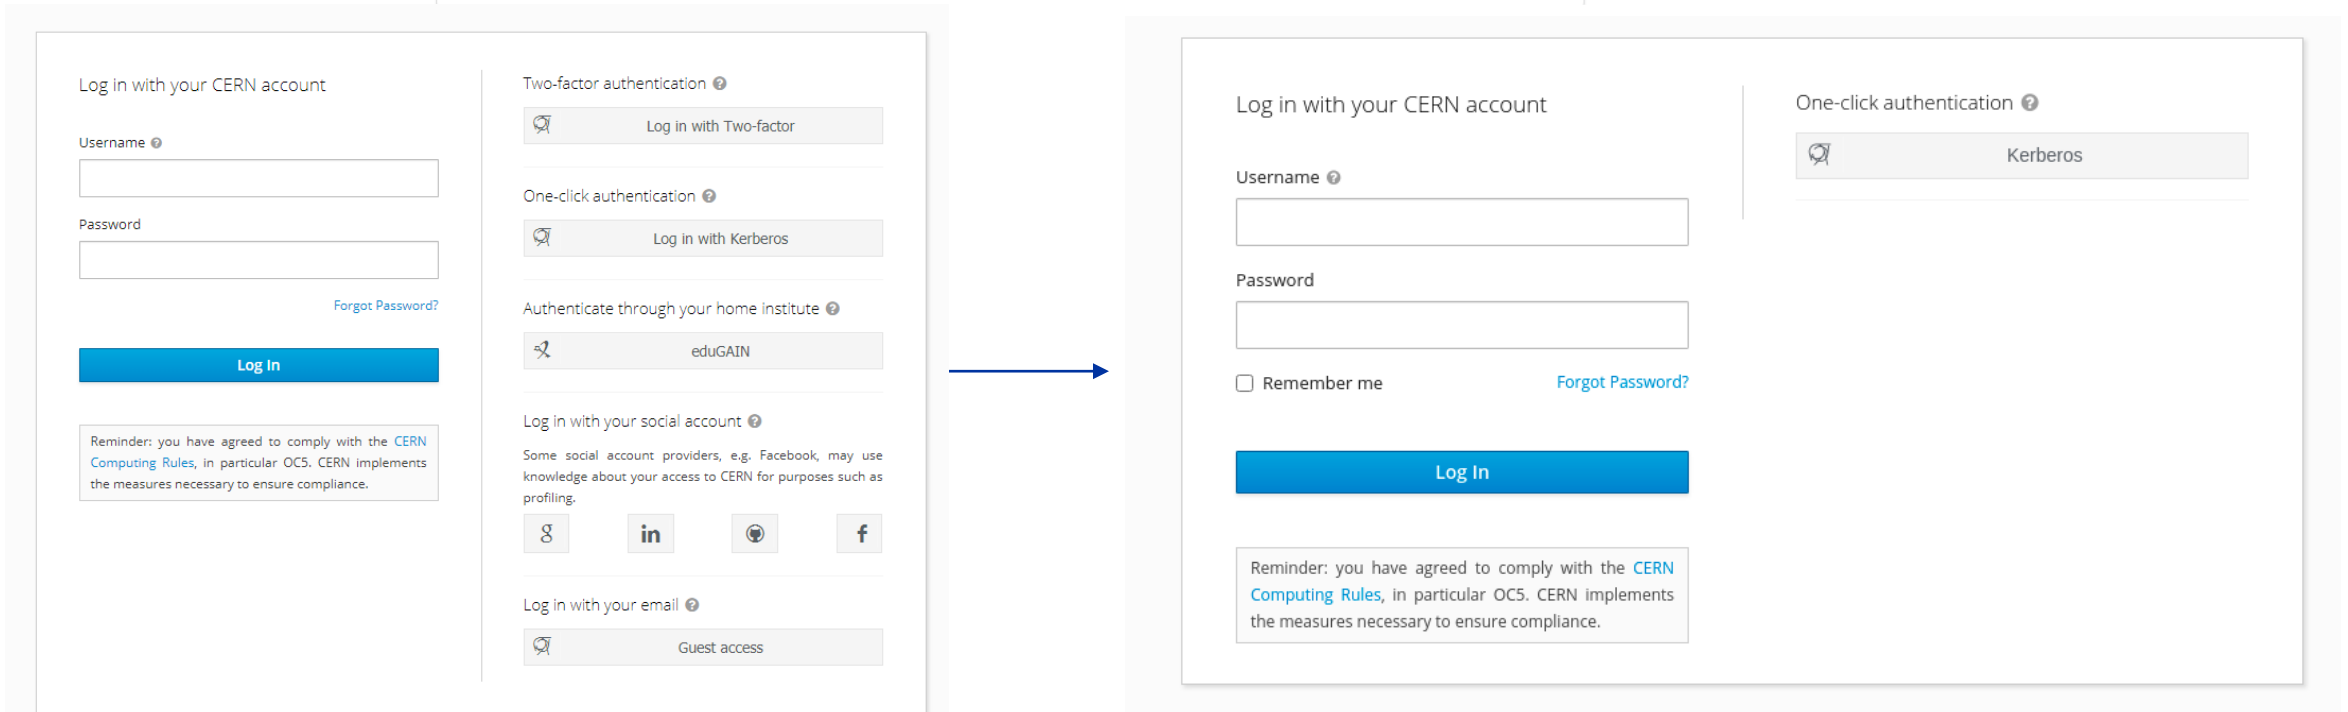 Log in with your CERN account
Username
Password
Forgot Password?
Log In
Reminder: you have agreed to comply with the CERN
Computing Rules, in particular OC5. CERN implements
the measures necessary to ensure compliance.
Two-factor authentication
Log in with Two-factor
One-click authentication
Log in with Kerberos
Authenticate through your home institute
eduGAIN
Log in with your social account
Some social account providers, e.g. Facebook, may use
knowledge about your access to CERN for purposes such as
profiling.
Log in with your email
Guest access
Log in with your CERN account
Username
Password
Remember me
Forgot Password?
Log In
Reminder: you have agreed to comply with the CERN
Computing Rules, in particular OC5. CERN implements
the measures necessary to ensure compliance.
One-click authentication
Kerberos